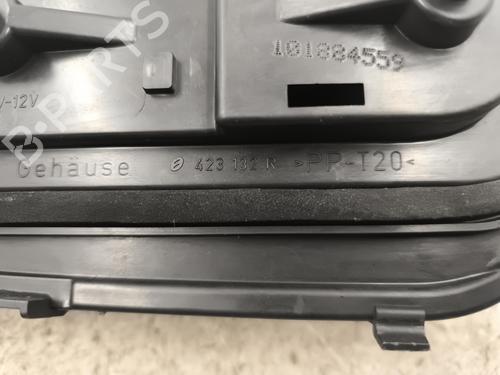 101884559
-12V
Gehäuse 423 132 R >PP-T20<
B-PARTS